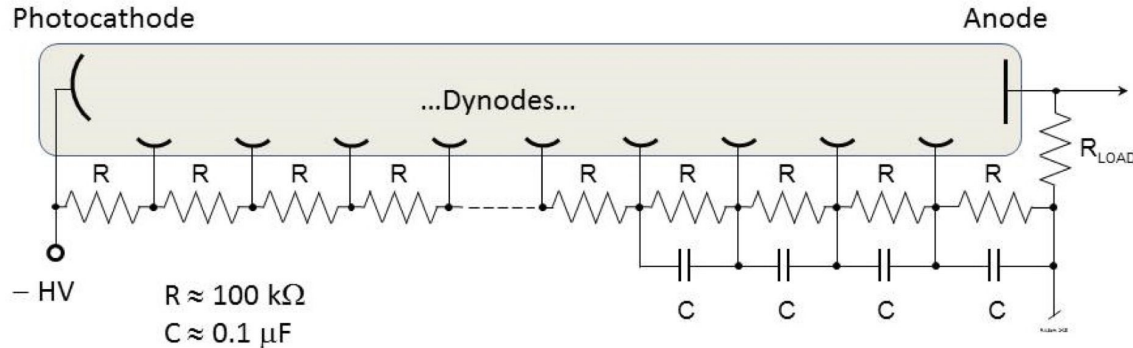 Photocathode
Anode
...Dynodes...
R R R R R R R R R
R_LOAD
– HV
C C C C
R ≈ 100 kΩ
C ≈ 0.1 μF